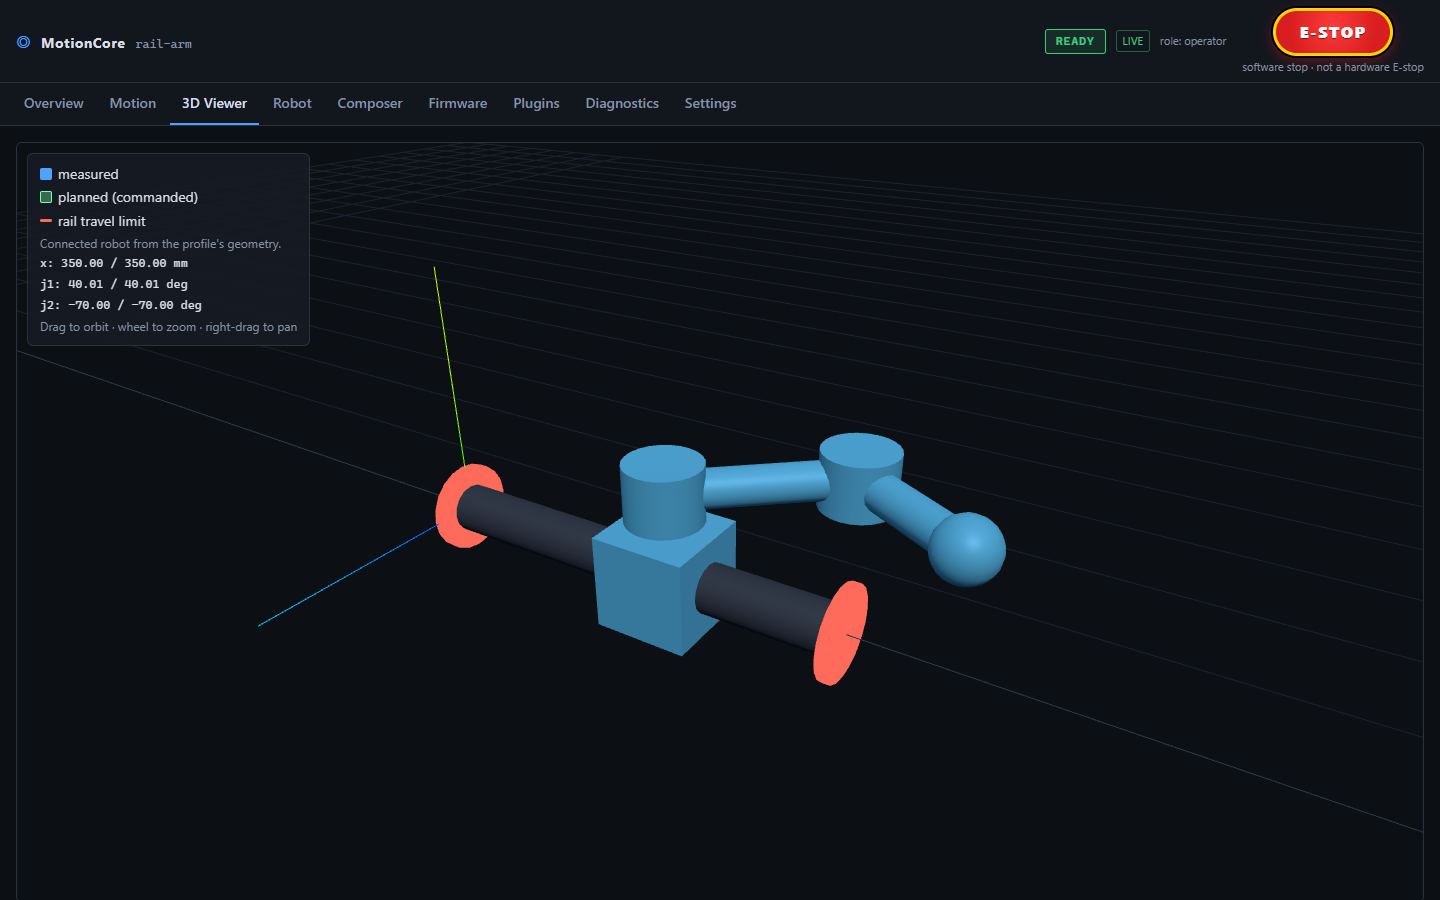 MotionCore rail-arm
READY LIVE role: operator
E-STOP
software stop · not a hardware E-stop
Overview Motion 3D Viewer Robot Composer Firmware Plugins Diagnostics Settings
measured
planned (commanded)
rail travel limit
Connected robot from the profile's geometry.
x: 350.00 / 350.00 mm
j1: 40.01 / 40.01 deg
j2: −70.00 / −70.00 deg
Drag to orbit · wheel to zoom · right-drag to pan